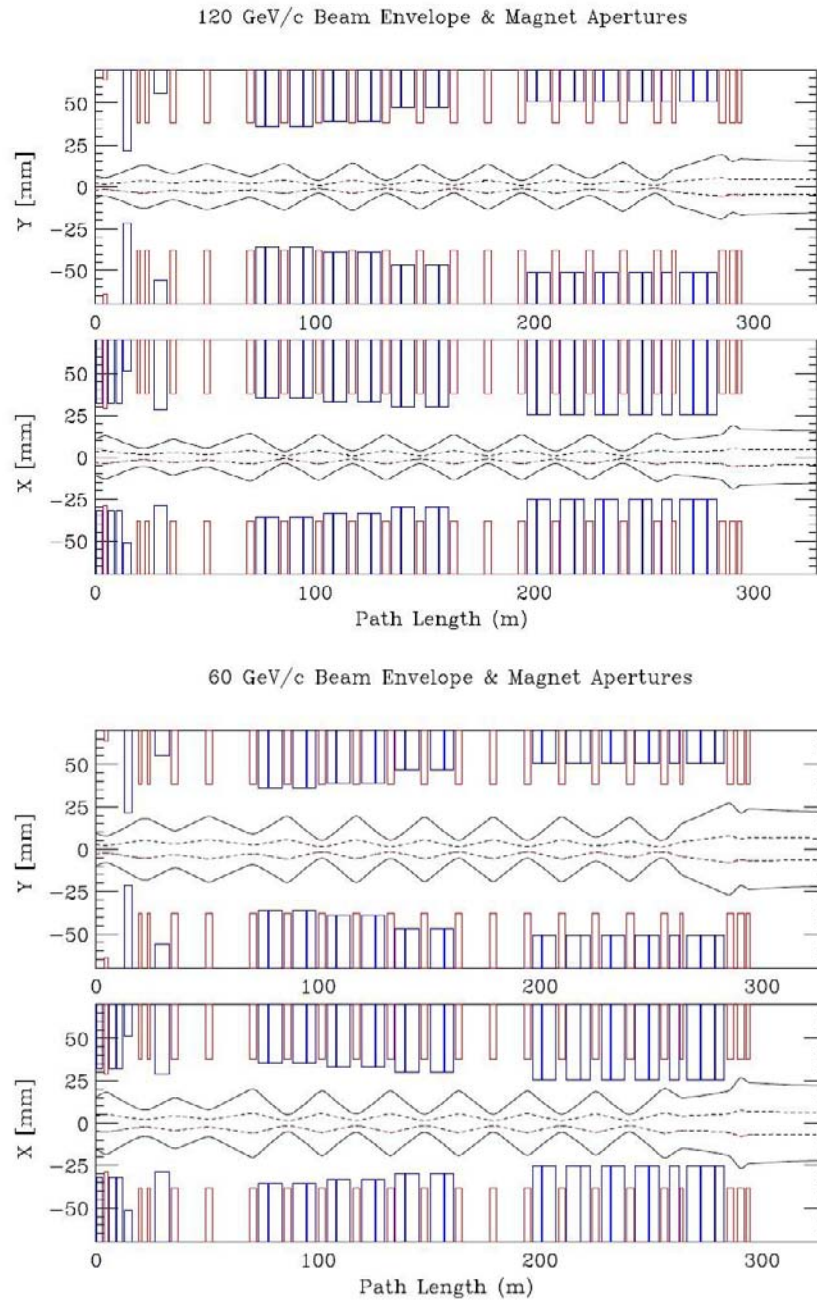 120 GeV/c Beam Envelope & Magnet Apertures
50
25
0
−25
−50
Y [mm]
0 100 200 300
50
25
0
−25
−50
X [mm]
0 100 200 300
Path Length (m)
60 GeV/c Beam Envelope & Magnet Apertures
50
25
0
−25
−50
Y [mm]
0 100 200 300
50
25
0
−25
−50
X [mm]
0 100 200 300
Path Length (m)